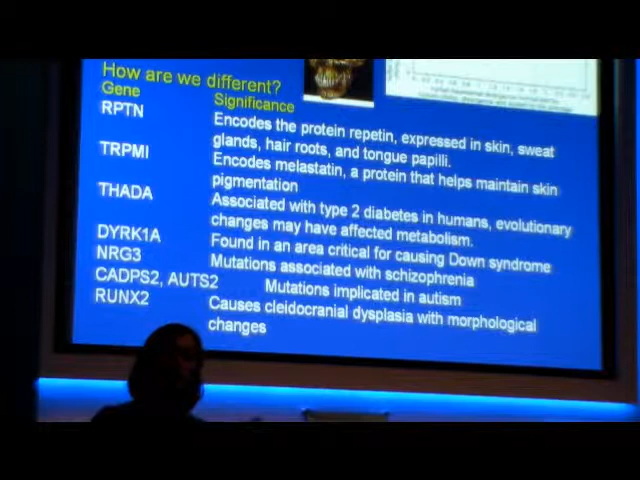 How are we different?
Gene Significance
RPTN Encodes the protein repetin, expressed in skin, sweat
glands, hair roots, and tongue papilli.
TRPMI Encodes melastatin, a protein that helps maintain skin
pigmentation
THADA Associated with type 2 diabetes in humans, evolutionary
changes may have affected metabolism.
DYRK1A Found in an area critical for causing Down syndrome
NRG3 Mutations associated with schizophrenia
CADPS2, AUTS2 Mutations implicated in autism
RUNX2 Causes cleidocranial dysplasia with morphological
changes